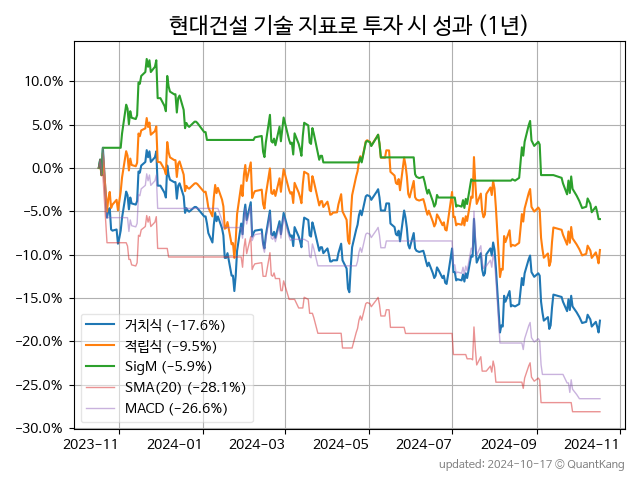 현대건설 기술 지표로 투자 시 성과 (1년)
10.0%
5.0%
0.0%
−5.0%
−10.0%
−15.0%
−20.0%
−25.0%
−30.0%
거치식 (−17.6%)
적립식 (−9.5%)
SigM (−5.9%)
SMA(20) (−28.1%)
MACD (−26.6%)
2023-11 2024-01 2024-03 2024-05 2024-07 2024-09 2024-11
updated: 2024-10-17 © QuantKang